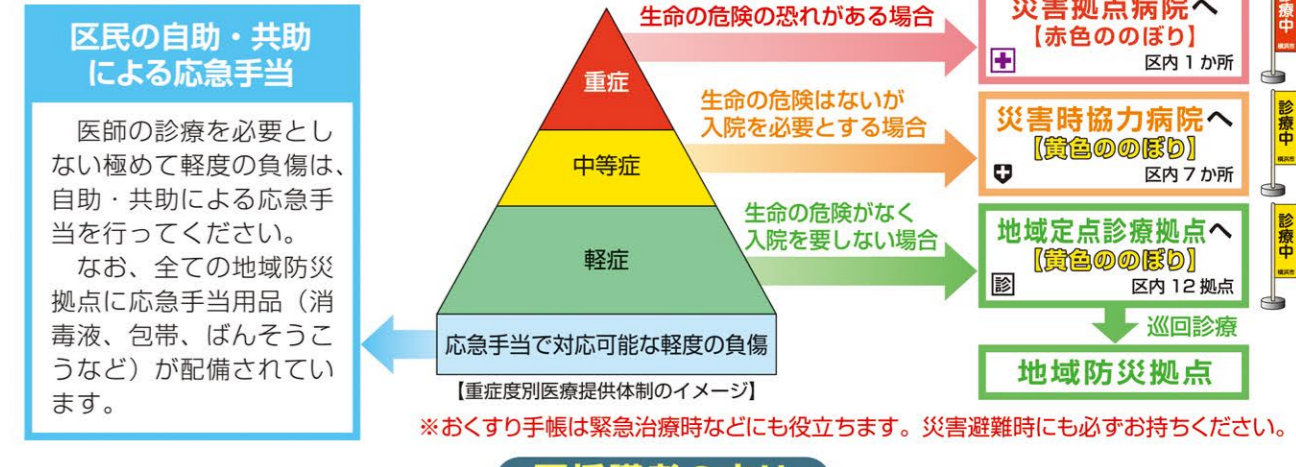 区民の自助・共助
による応急手当
医師の診療を必要とし
ない極めて軽度の負傷は、
自助・共助による応急手
当を行ってください。
なお、全ての地域防災
拠点に応急手当用品（消
毒液、包帯、ばんそうこ
うなど）が配備されてい
ます。
重症
中等症
軽症
応急手当で対応可能な軽度の負傷
【重症度別医療提供体制のイメージ】
生命の危険の恐れがある場合
災害拠点病院へ
【赤色ののぼり】
区内1か所
療中
横浜市
生命の危険はないが
入院を必要とする場合
災害時協力病院へ
【黄色ののぼり】
区内7か所
診療中
横浜市
生命の危険がなく
入院を要しない場合
地域定点診療拠点へ
【黄色ののぼり】
診
区内12拠点
診療中
横浜市
巡回診療
地域防災拠点
※おくすり手帳は緊急治療時などにも役立ちます。災害避難時にも必ずお持ちください。